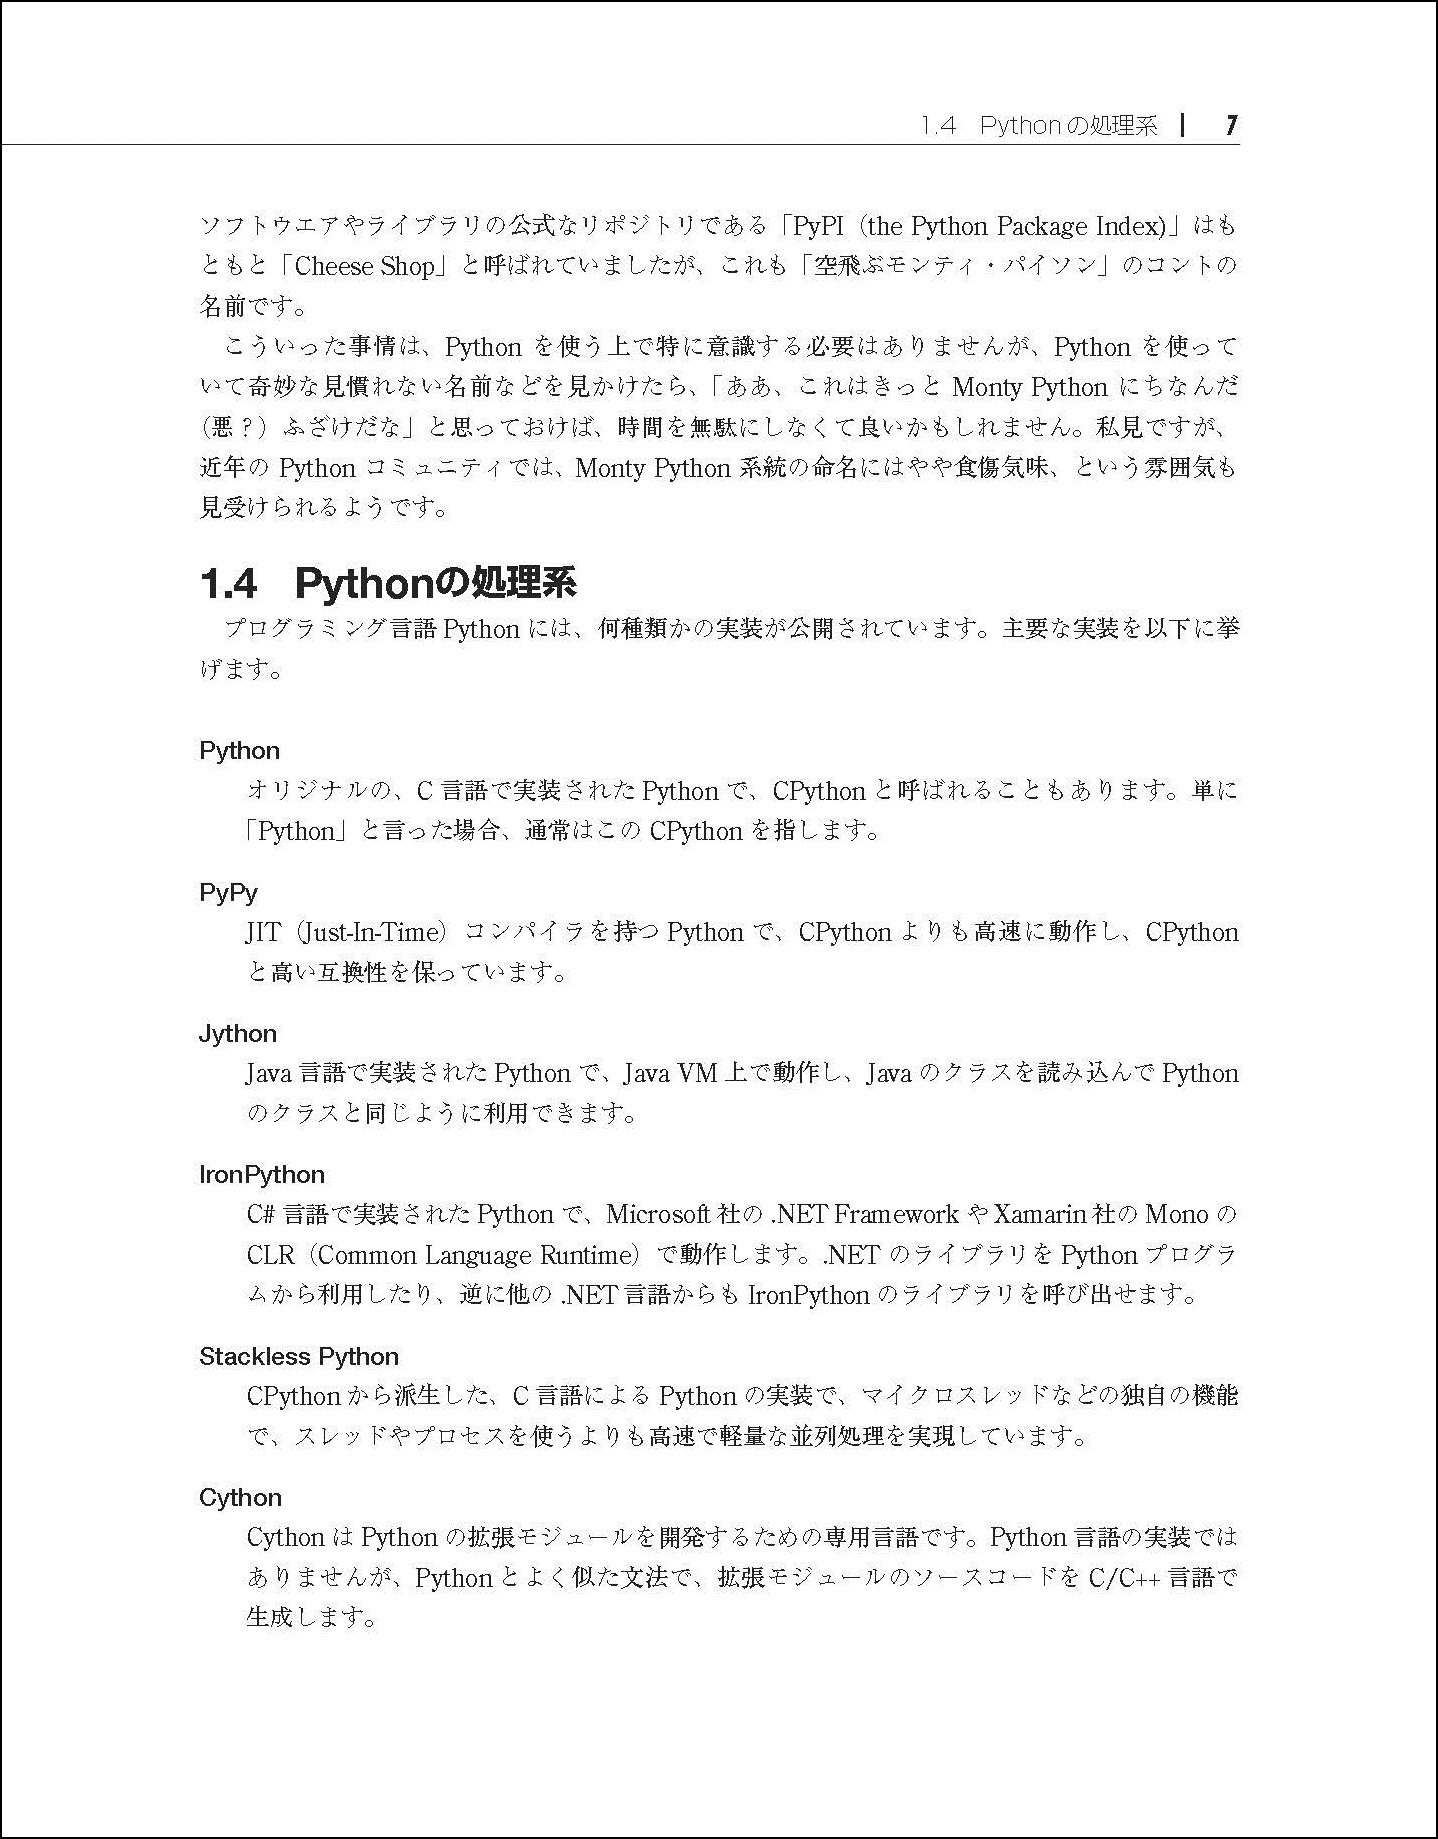 1.4 Pythonの処理系 | 7
ソフトウエアやライブラリの公式なリポジトリである「PyPI（the Python Package Index)」はも
ともと「Cheese Shop」と呼ばれていましたが、これも「空飛ぶモンティ・パイソン」のコントの
名前です。
こういった事情は、Python を使う上で特に意識する必要はありませんが、Python を使って
いて奇妙な見慣れない名前などを見かけたら、「ああ、これはきっと Monty Python にちなんだ
（悪？）ふざけだな」と思っておけば、時間を無駄にしなくて良いかもしれません。私見ですが、
近年の Python コミュニティでは、Monty Python 系統の命名にはやや食傷気味、という雰囲気も
見受けられるようです。
1.4 Pythonの処理系
プログラミング言語 Python には、何種類かの実装が公開されています。主要な実装を以下に挙
げます。
Python
オリジナルの、C 言語で実装された Python で、CPython と呼ばれることもあります。単に
「Python」と言った場合、通常はこの CPython を指します。
PyPy
JIT（Just-In-Time）コンパイラを持つ Python で、CPython よりも高速に動作し、CPython
と高い互換性を保っています。
Jython
Java 言語で実装された Python で、Java VM 上で動作し、Java のクラスを読み込んで Python
のクラスと同じように利用できます。
IronPython
C# 言語で実装された Python で、Microsoft 社の .NET Framework や Xamarin 社の Mono の
CLR（Common Language Runtime）で動作します。.NET のライブラリを Python プログラ
ムから利用したり、逆に他の .NET 言語からも IronPython のライブラリを呼び出せます。
Stackless Python
CPython から派生した、C 言語による Python の実装で、マイクロスレッドなどの独自の機能
で、スレッドやプロセスを使うよりも高速で軽量な並列処理を実現しています。
Cython
Cython は Python の拡張モジュールを開発するための専用言語です。Python 言語の実装では
ありませんが、Python とよく似た文法で、拡張モジュールのソースコードを C/C++ 言語で
生成します。